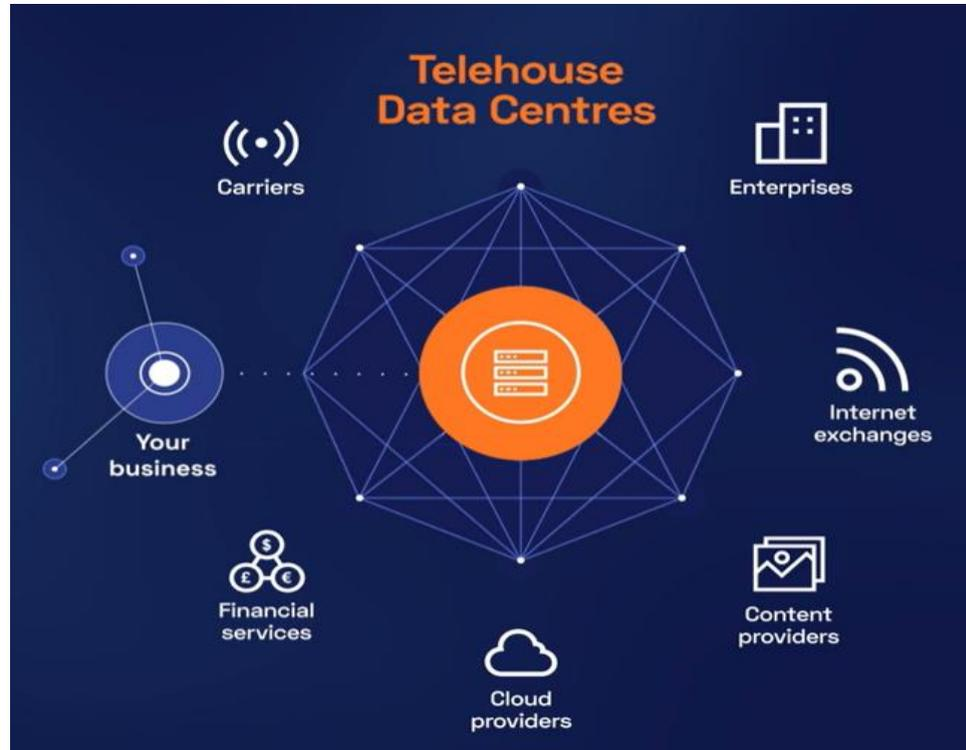 Telehouse
Data Centres
Carriers
Enterprises
Your
business
Internet
exchanges
$
£ €
Financial
services
Content
providers
Cloud
providers